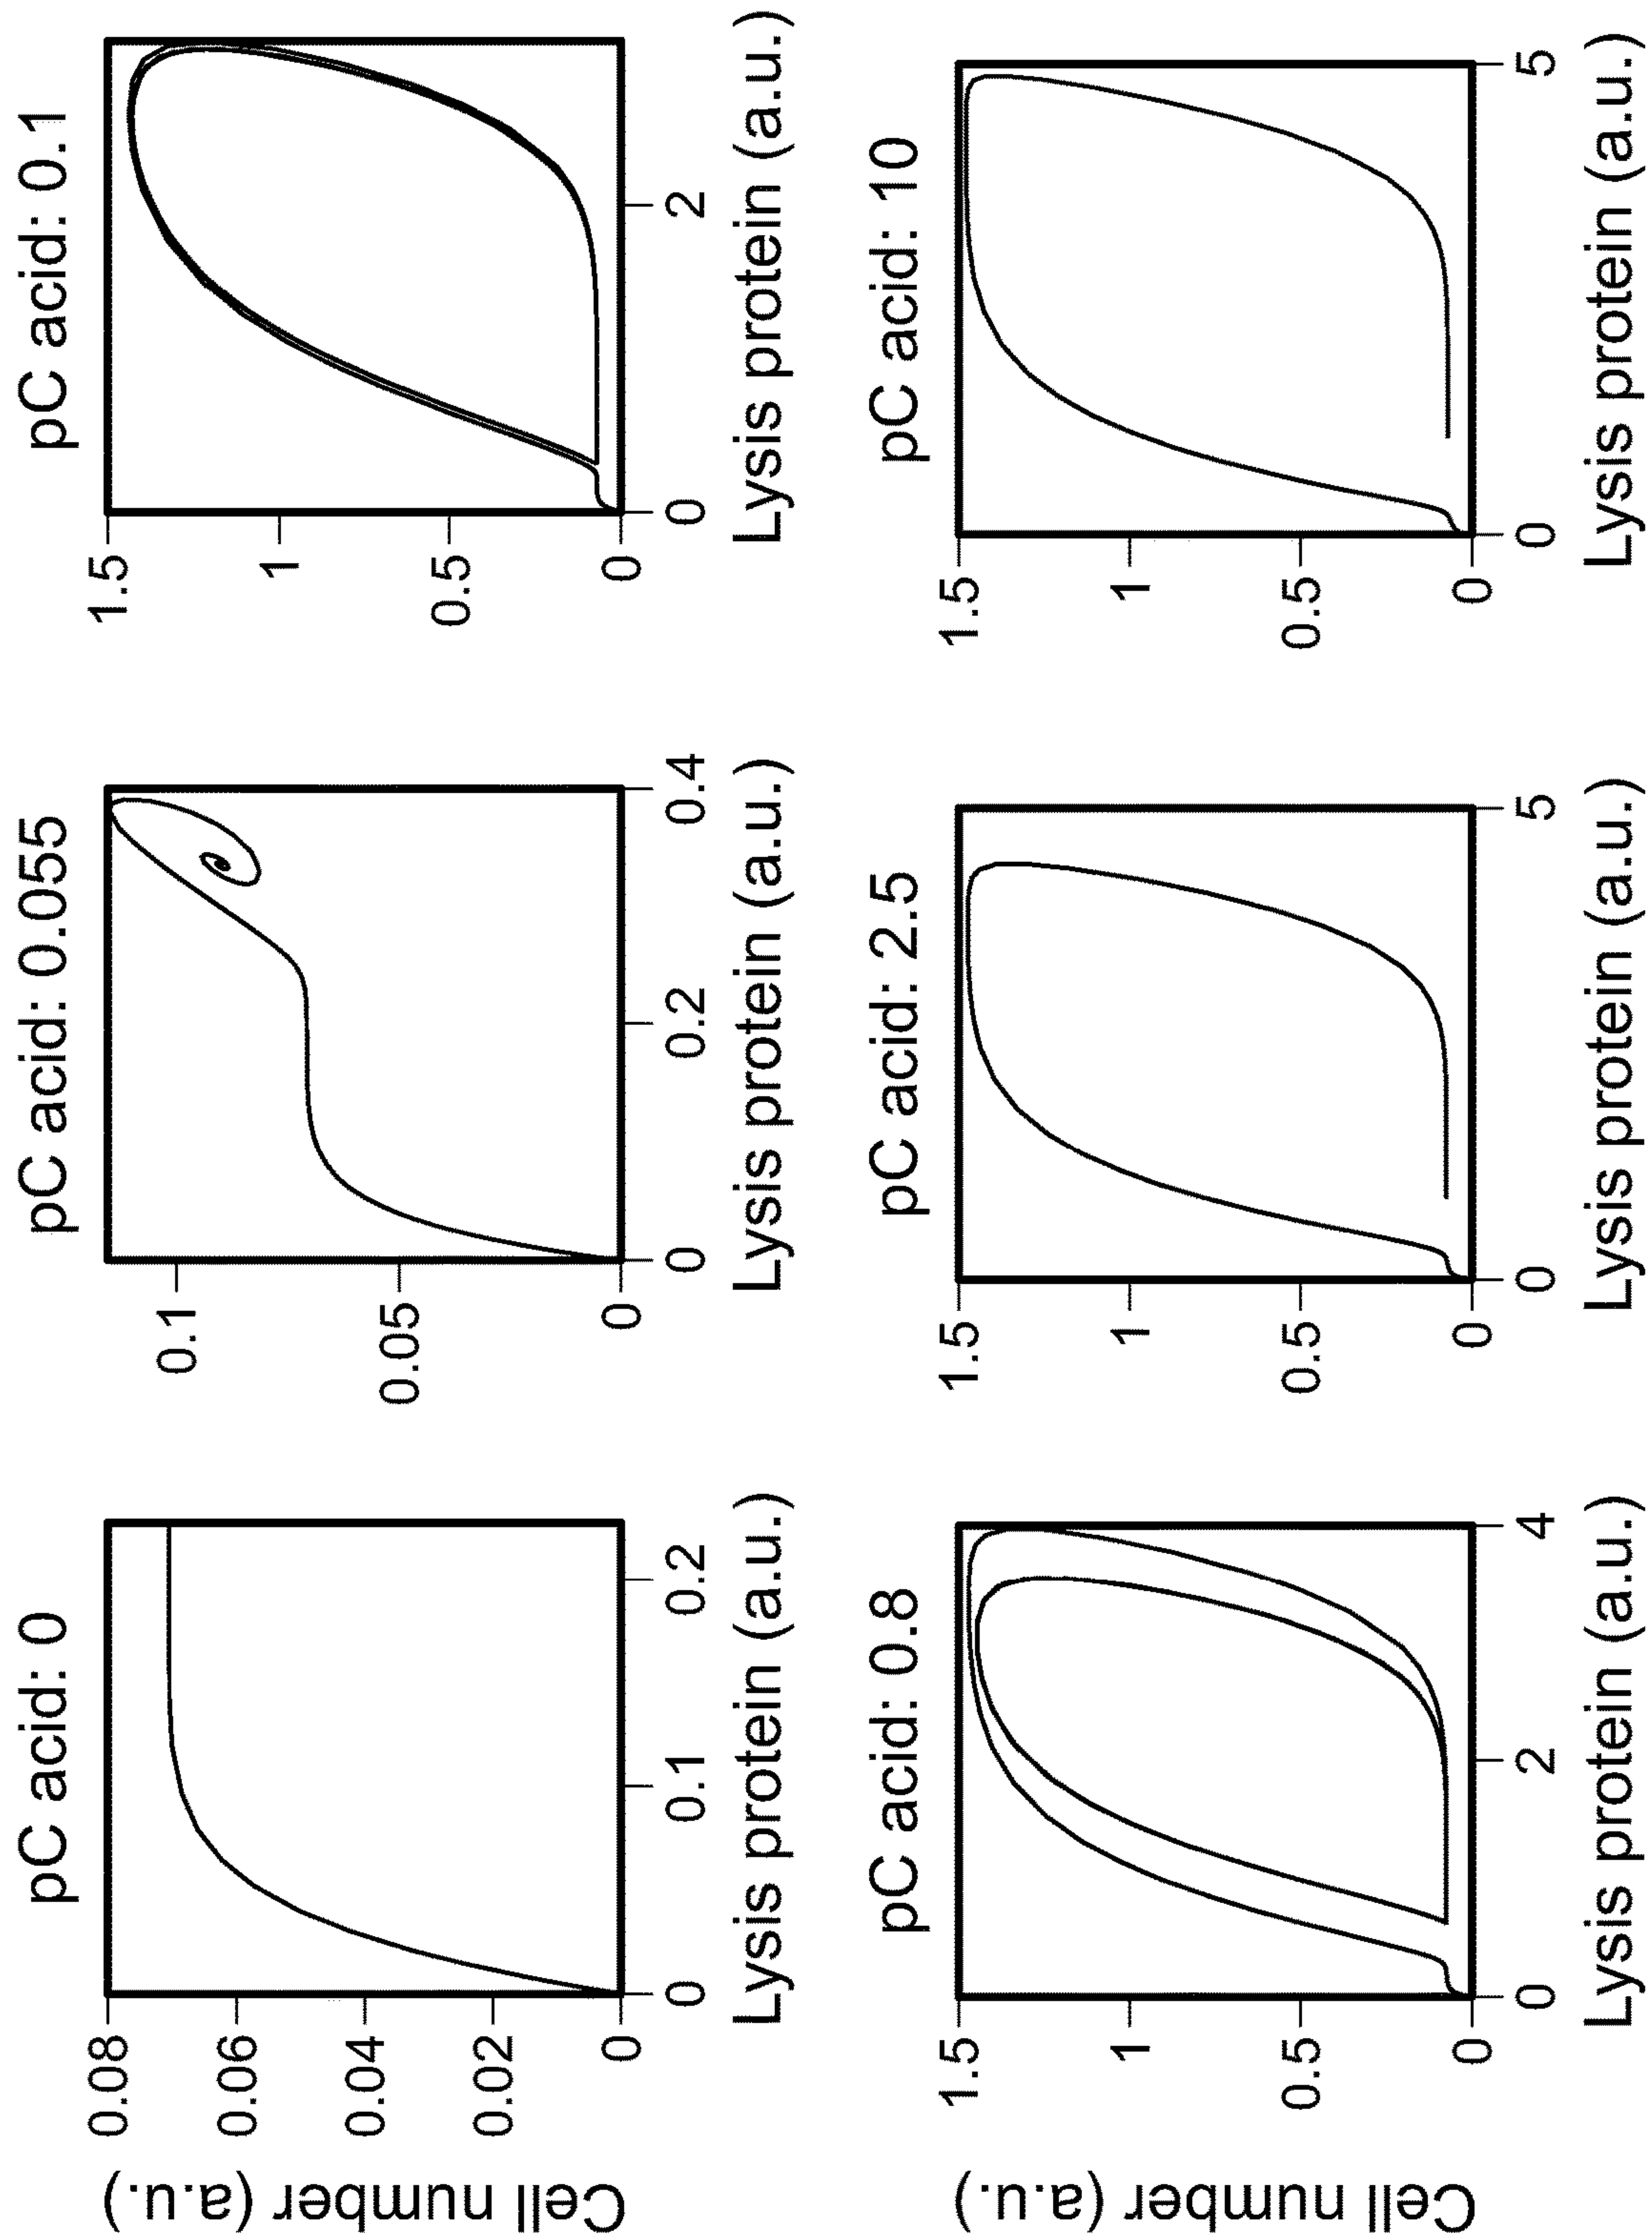 pC acid: 0
pC acid: 0.055
pC acid: 0.1
Cell number (a.u.)
0.08
0.06
0.04
0.02
0
0 0.1 0.2
Lysis protein (a.u.)
0.1
0.05
0
0 0.2 0.4
Lysis protein (a.u.)
1.5
1
0.5
0
0 2
Lysis protein (a.u.)
pC acid: 0.8
pC acid: 2.5
pC acid: 10
Cell number (a.u.)
1.5
1
0.5
0
0 2 4
Lysis protein (a.u.)
1.5
1
0.5
0
0 5
Lysis protein (a.u.)
1.5
1
0.5
0
0 5
Lysis protein (a.u.)